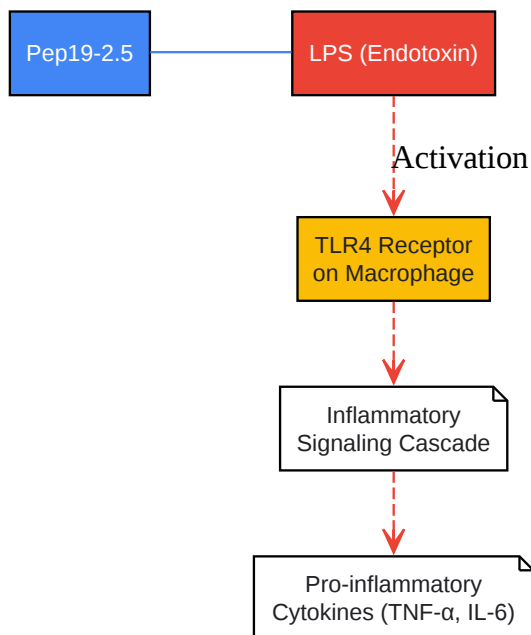 Pep19-2.5
LPS (Endotoxin)
Activation
TLR4 Receptor
on Macrophage
Inflammatory
Signaling Cascade
Pro-inflammatory
Cytokines (TNF-α, IL-6)